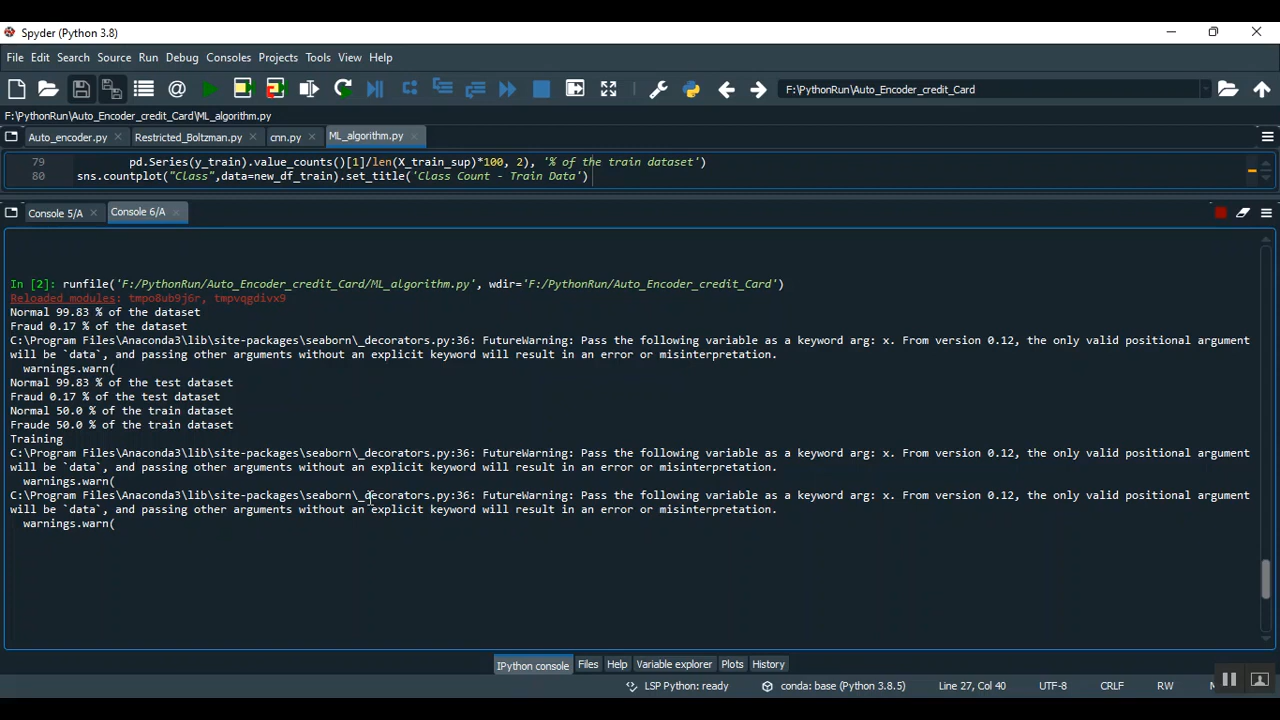 Spyder (Python 3.8)
File Edit Search Source Run Debug Consoles Projects Tools View Help
F:\PythonRun\Auto_Encoder_credit_Card
F:\PythonRun\Auto_Encoder_credit_Card\ML_algorithm.py
Auto_encoder.py Restricted_Boltzman.py cnn.py ML_algorithm.py
79 pd.Series(y_train).value_counts()[1]/len(X_train_sup)*100, 2), '% of the train dataset')
80 sns.countplot("Class",data=new_df_train).set_title('Class Count - Train Data')
Console 5/A Console 6/A
In [2]: runfile('F:/PythonRun/Auto_Encoder_credit_Card/ML_algorithm.py', wdir='F:/PythonRun/Auto_Encoder_credit_Card')
Reloaded modules: tmpo8ub9j6r, tmpvqgdivx9
Normal 99.83 % of the dataset
Fraud 0.17 % of the dataset
C:\Program Files\Anaconda3\lib\site-packages\seaborn\_decorators.py:36: FutureWarning: Pass the following variable as a keyword arg: x. From version 0.12, the only valid positional argument
will be `data`, and passing other arguments without an explicit keyword will result in an error or misinterpretation.
warnings.warn(
Normal 99.83 % of the test dataset
Fraud 0.17 % of the test dataset
Normal 50.0 % of the train dataset
Fraude 50.0 % of the train dataset
Training
C:\Program Files\Anaconda3\lib\site-packages\seaborn\_decorators.py:36: FutureWarning: Pass the following variable as a keyword arg: x. From version 0.12, the only valid positional argument
will be `data`, and passing other arguments without an explicit keyword will result in an error or misinterpretation.
warnings.warn(
C:\Program Files\Anaconda3\lib\site-packages\seaborn\_decorators.py:36: FutureWarning: Pass the following variable as a keyword arg: x. From version 0.12, the only valid positional argument
will be `data`, and passing other arguments without an explicit keyword will result in an error or misinterpretation.
warnings.warn(
IPython console Files Help Variable explorer Plots History
LSP Python: ready conda: base (Python 3.8.5) Line 27, Col 40 UTF-8 CRLF RW